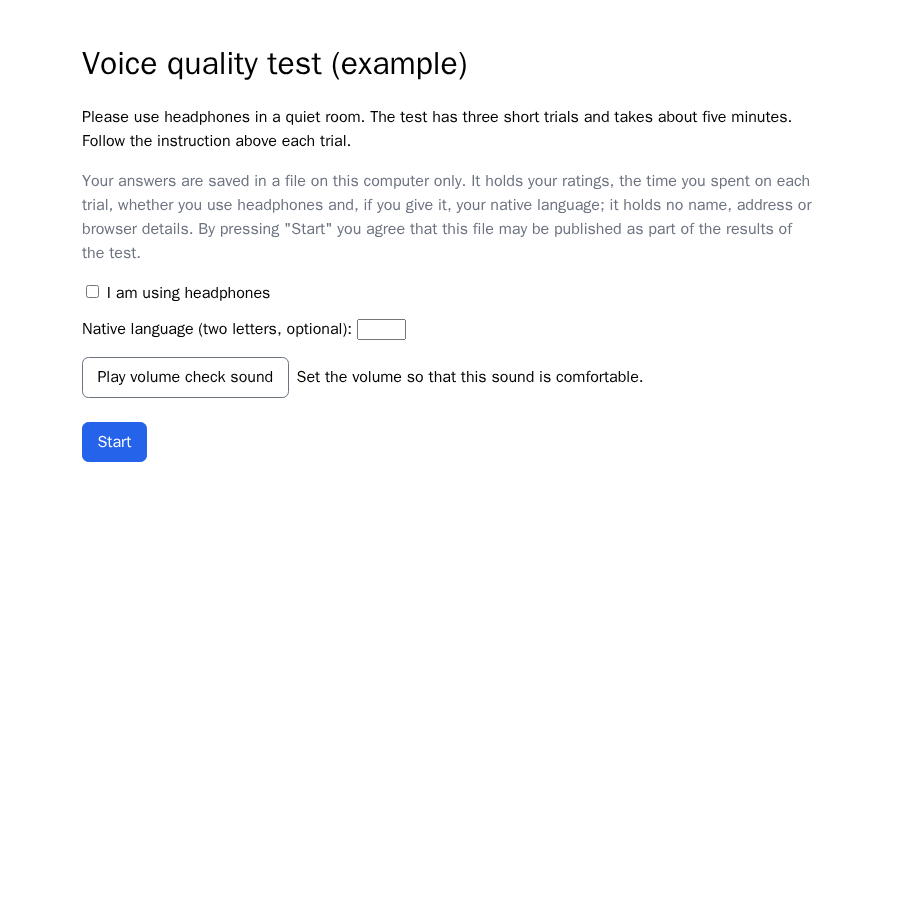 Voice quality test (example)
Please use headphones in a quiet room. The test has three short trials and takes about five minutes.
Follow the instruction above each trial.
Your answers are saved in a file on this computer only. It holds your ratings, the time you spent on each
trial, whether you use headphones and, if you give it, your native language; it holds no name, address or
browser details. By pressing "Start" you agree that this file may be published as part of the results of
the test.
I am using headphones
Native language (two letters, optional):
Play volume check sound Set the volume so that this sound is comfortable.
Start